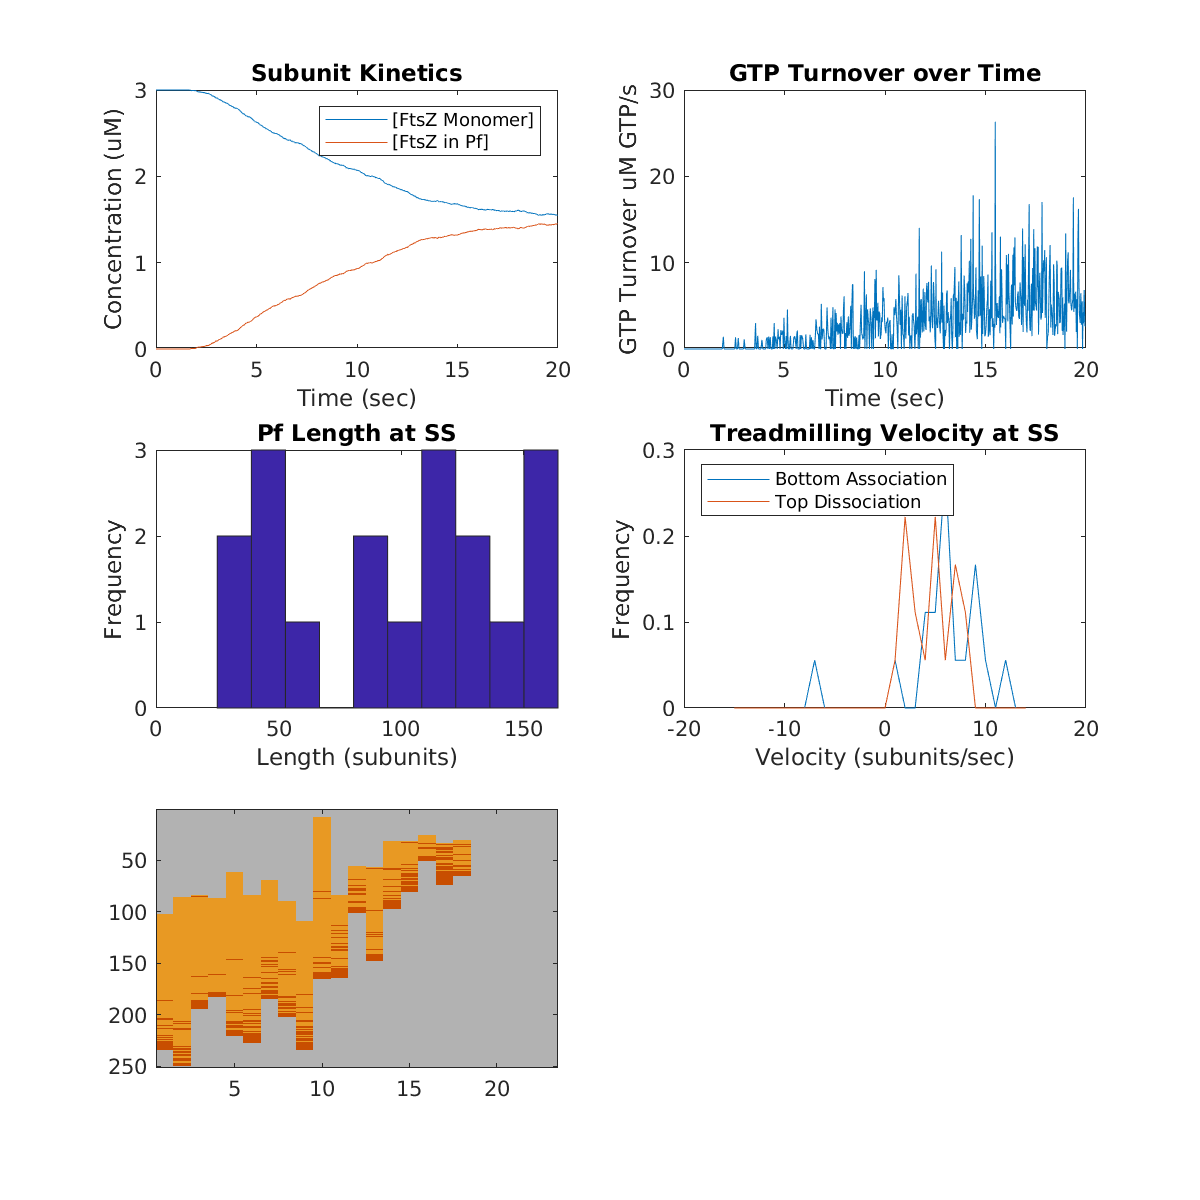 Subunit Kinetics
3
2
1
0
Concentration (uM)
[FtsZ Monomer]
[FtsZ in Pf]
0 5 10 15 20
Time (sec)
GTP Turnover over Time
30
20
10
0
GTP Turnover uM GTP/s
0 5 10 15 20
Time (sec)
Pf Length at SS
3
2
1
0
Frequency
0 50 100 150
Length (subunits)
Treadmilling Velocity at SS
0.3
0.2
0.1
0
Frequency
Bottom Association
Top Dissociation
-20 -10 0 10 20
Velocity (subunits/sec)
50
100
150
200
250
5 10 15 20